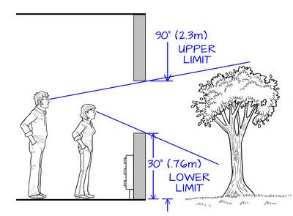 90" (2.3m)
UPPER
LIMIT
30" (.76m)
LOWER
LIMIT